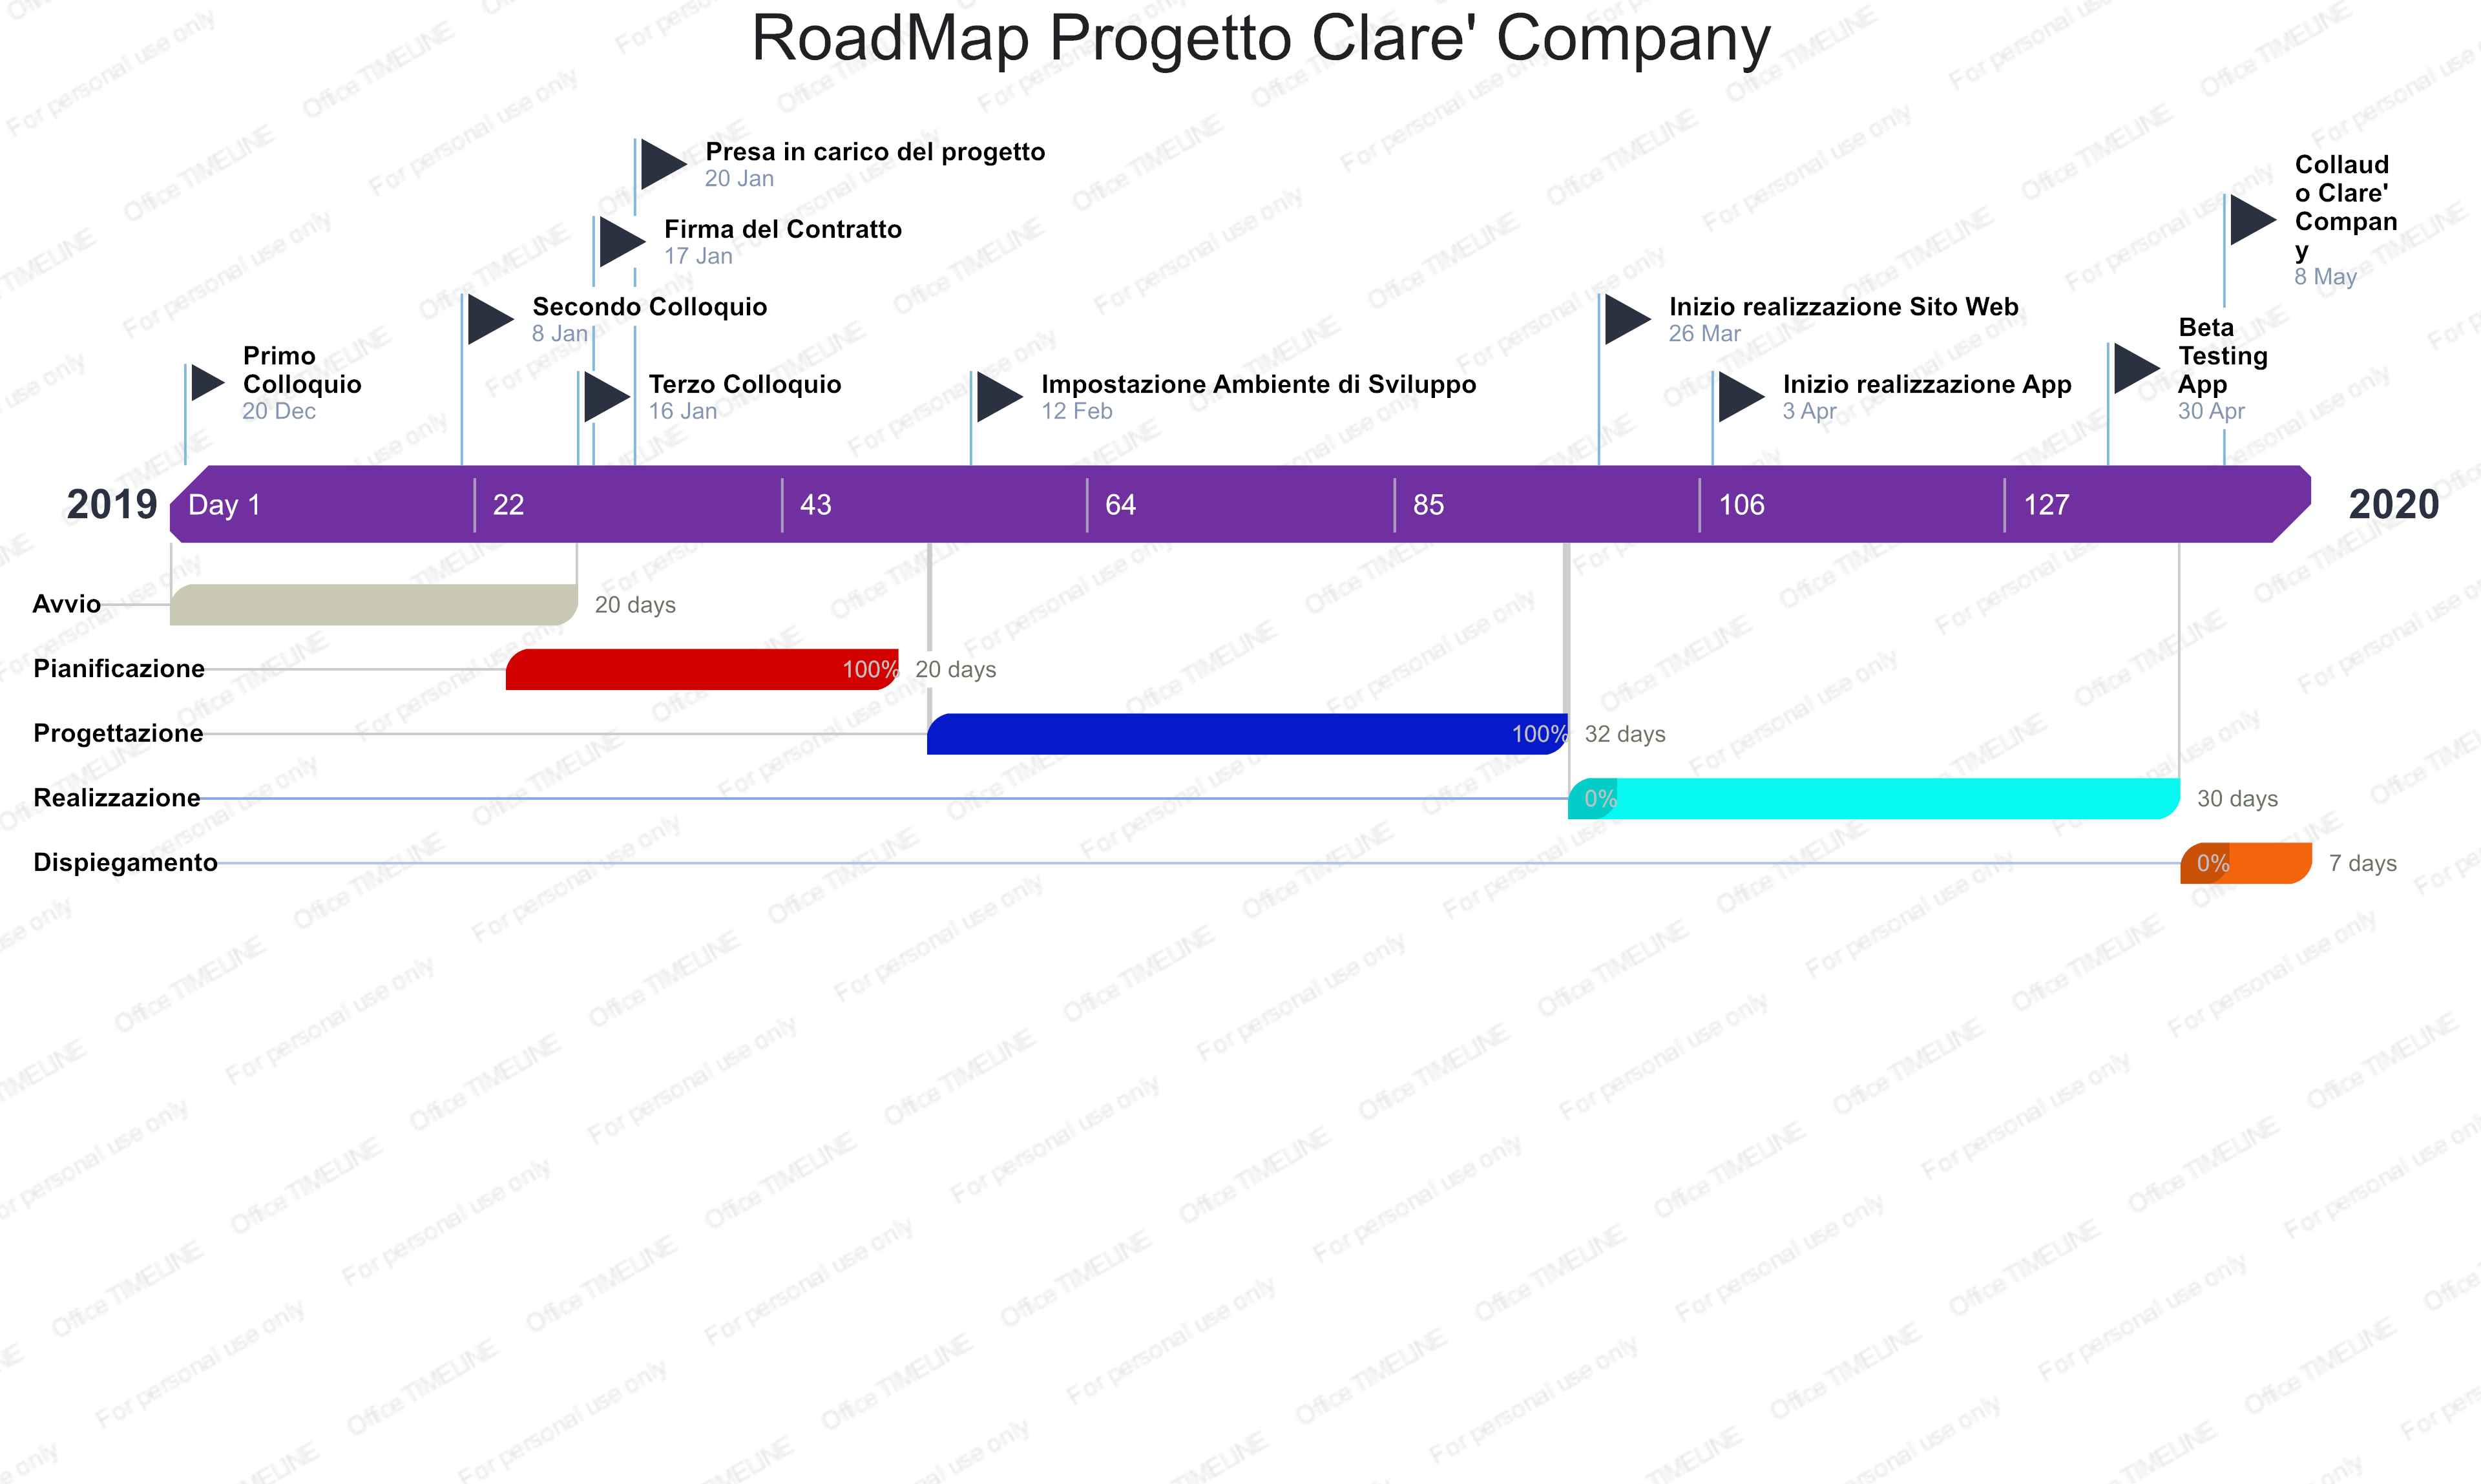 RoadMap Progetto Clare' Company
Presa in carico del progetto
20 Jan
Firma del Contratto
17 Jan
Secondo Colloquio
8 Jan
Primo
Colloquio
20 Dec
Terzo Colloquio
16 Jan
Impostazione Ambiente di Sviluppo
12 Feb
Inizio realizzazione Sito Web
26 Mar
Inizio realizzazione App
3 Apr
Beta
Testing
App
30 Apr
Collaud
o Clare'
Compan
y
8 May
2019
Day 1
22
43
64
85
106
127
2020
Avvio
20 days
Pianificazione
100%
20 days
Progettazione
100%
32 days
Realizzazione
0%
30 days
Dispiegamento
0%
7 days
Office TIMELINE
For personal use only